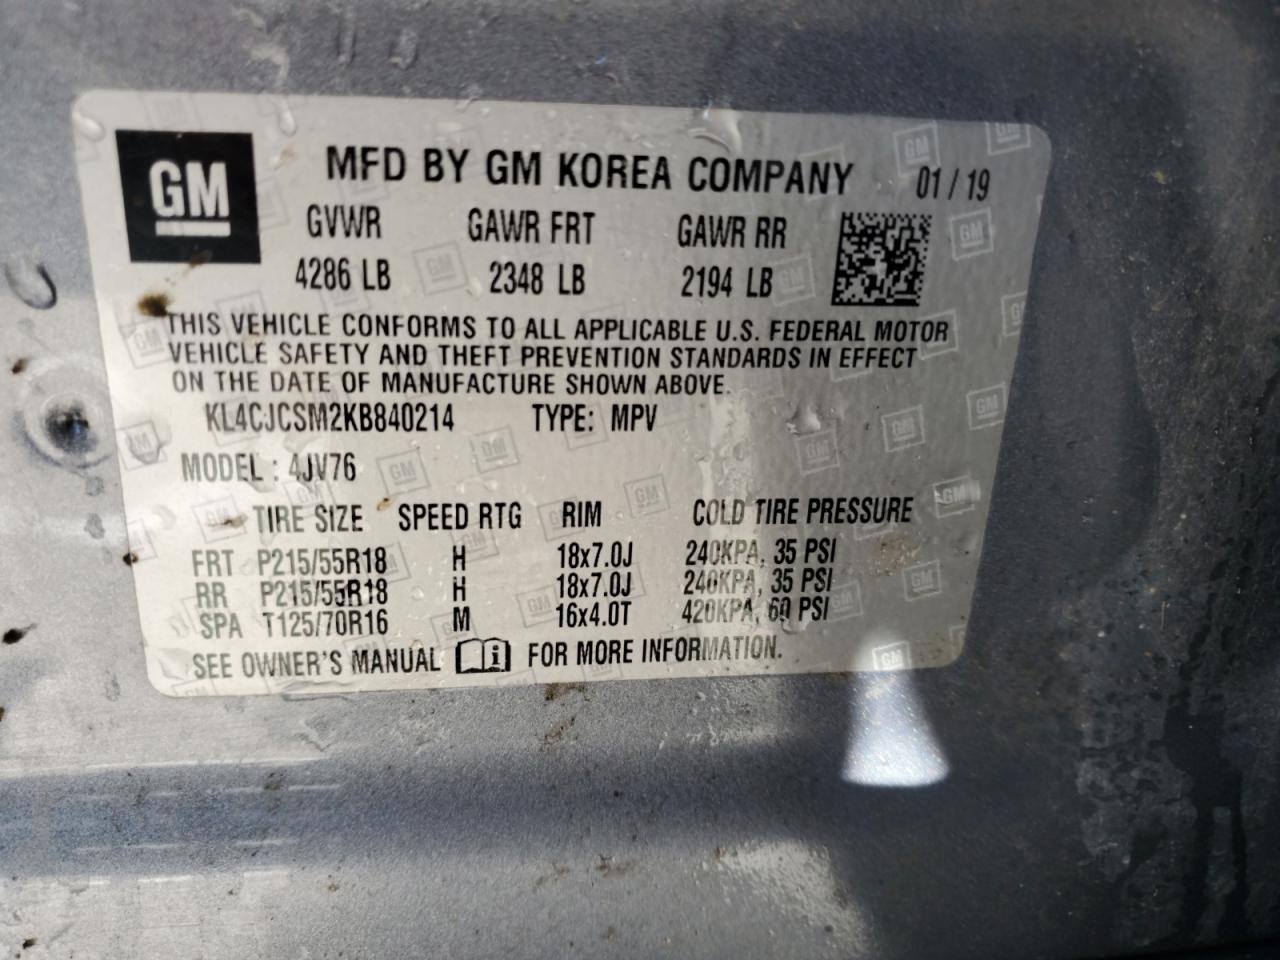 GM
MFD BY GM KOREA COMPANY 01 / 19
GVWR GAWR FRT GAWR RR
4286 LB 2348 LB 2194 LB
THIS VEHICLE CONFORMS TO ALL APPLICABLE U.S. FEDERAL MOTOR
VEHICLE SAFETY AND THEFT PREVENTION STANDARDS IN EFFECT
ON THE DATE OF MANUFACTURE SHOWN ABOVE.
KL4CJCSM2KB840214 TYPE: MPV
MODEL : 4JV76
TIRE SIZE SPEED RTG RIM COLD TIRE PRESSURE
FRT P215/55R18 H 18x7.0J 240KPA, 35 PSI
RR P215/55R18 H 18x7.0J 240KPA, 35 PSI
SPA T125/70R16 M 16x4.0T 420KPA, 60 PSI
SEE OWNER'S MANUAL i FOR MORE INFORMATION.